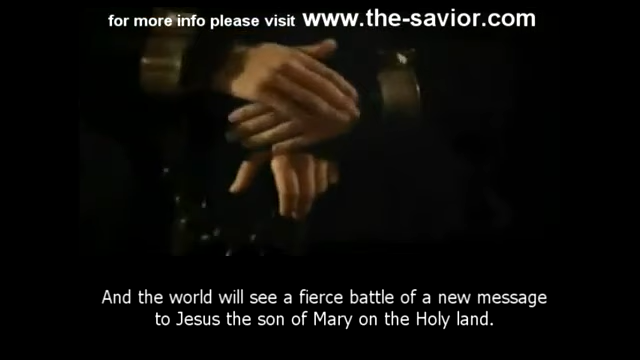 for more info please visit www.the-savior.com
And the world will see a fierce battle of a new message
to Jesus the son of Mary on the Holy land.